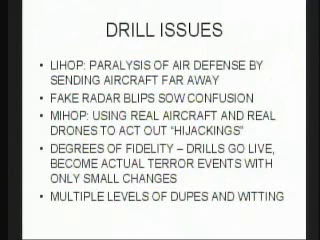 DRILL ISSUES
• LIHOP: PARALYSIS OF AIR DEFENSE BY
SENDING AIRCRAFT FAR AWAY
• FAKE RADAR BLIPS SOW CONFUSION
• MIHOP: USING REAL AIRCRAFT AND REAL
DRONES TO ACT OUT “HIJACKINGS”
• DEGREES OF FIDELITY – DRILLS GO LIVE,
BECOME ACTUAL TERROR EVENTS WITH
ONLY SMALL CHANGES
• MULTIPLE LEVELS OF DUPES AND WITTING